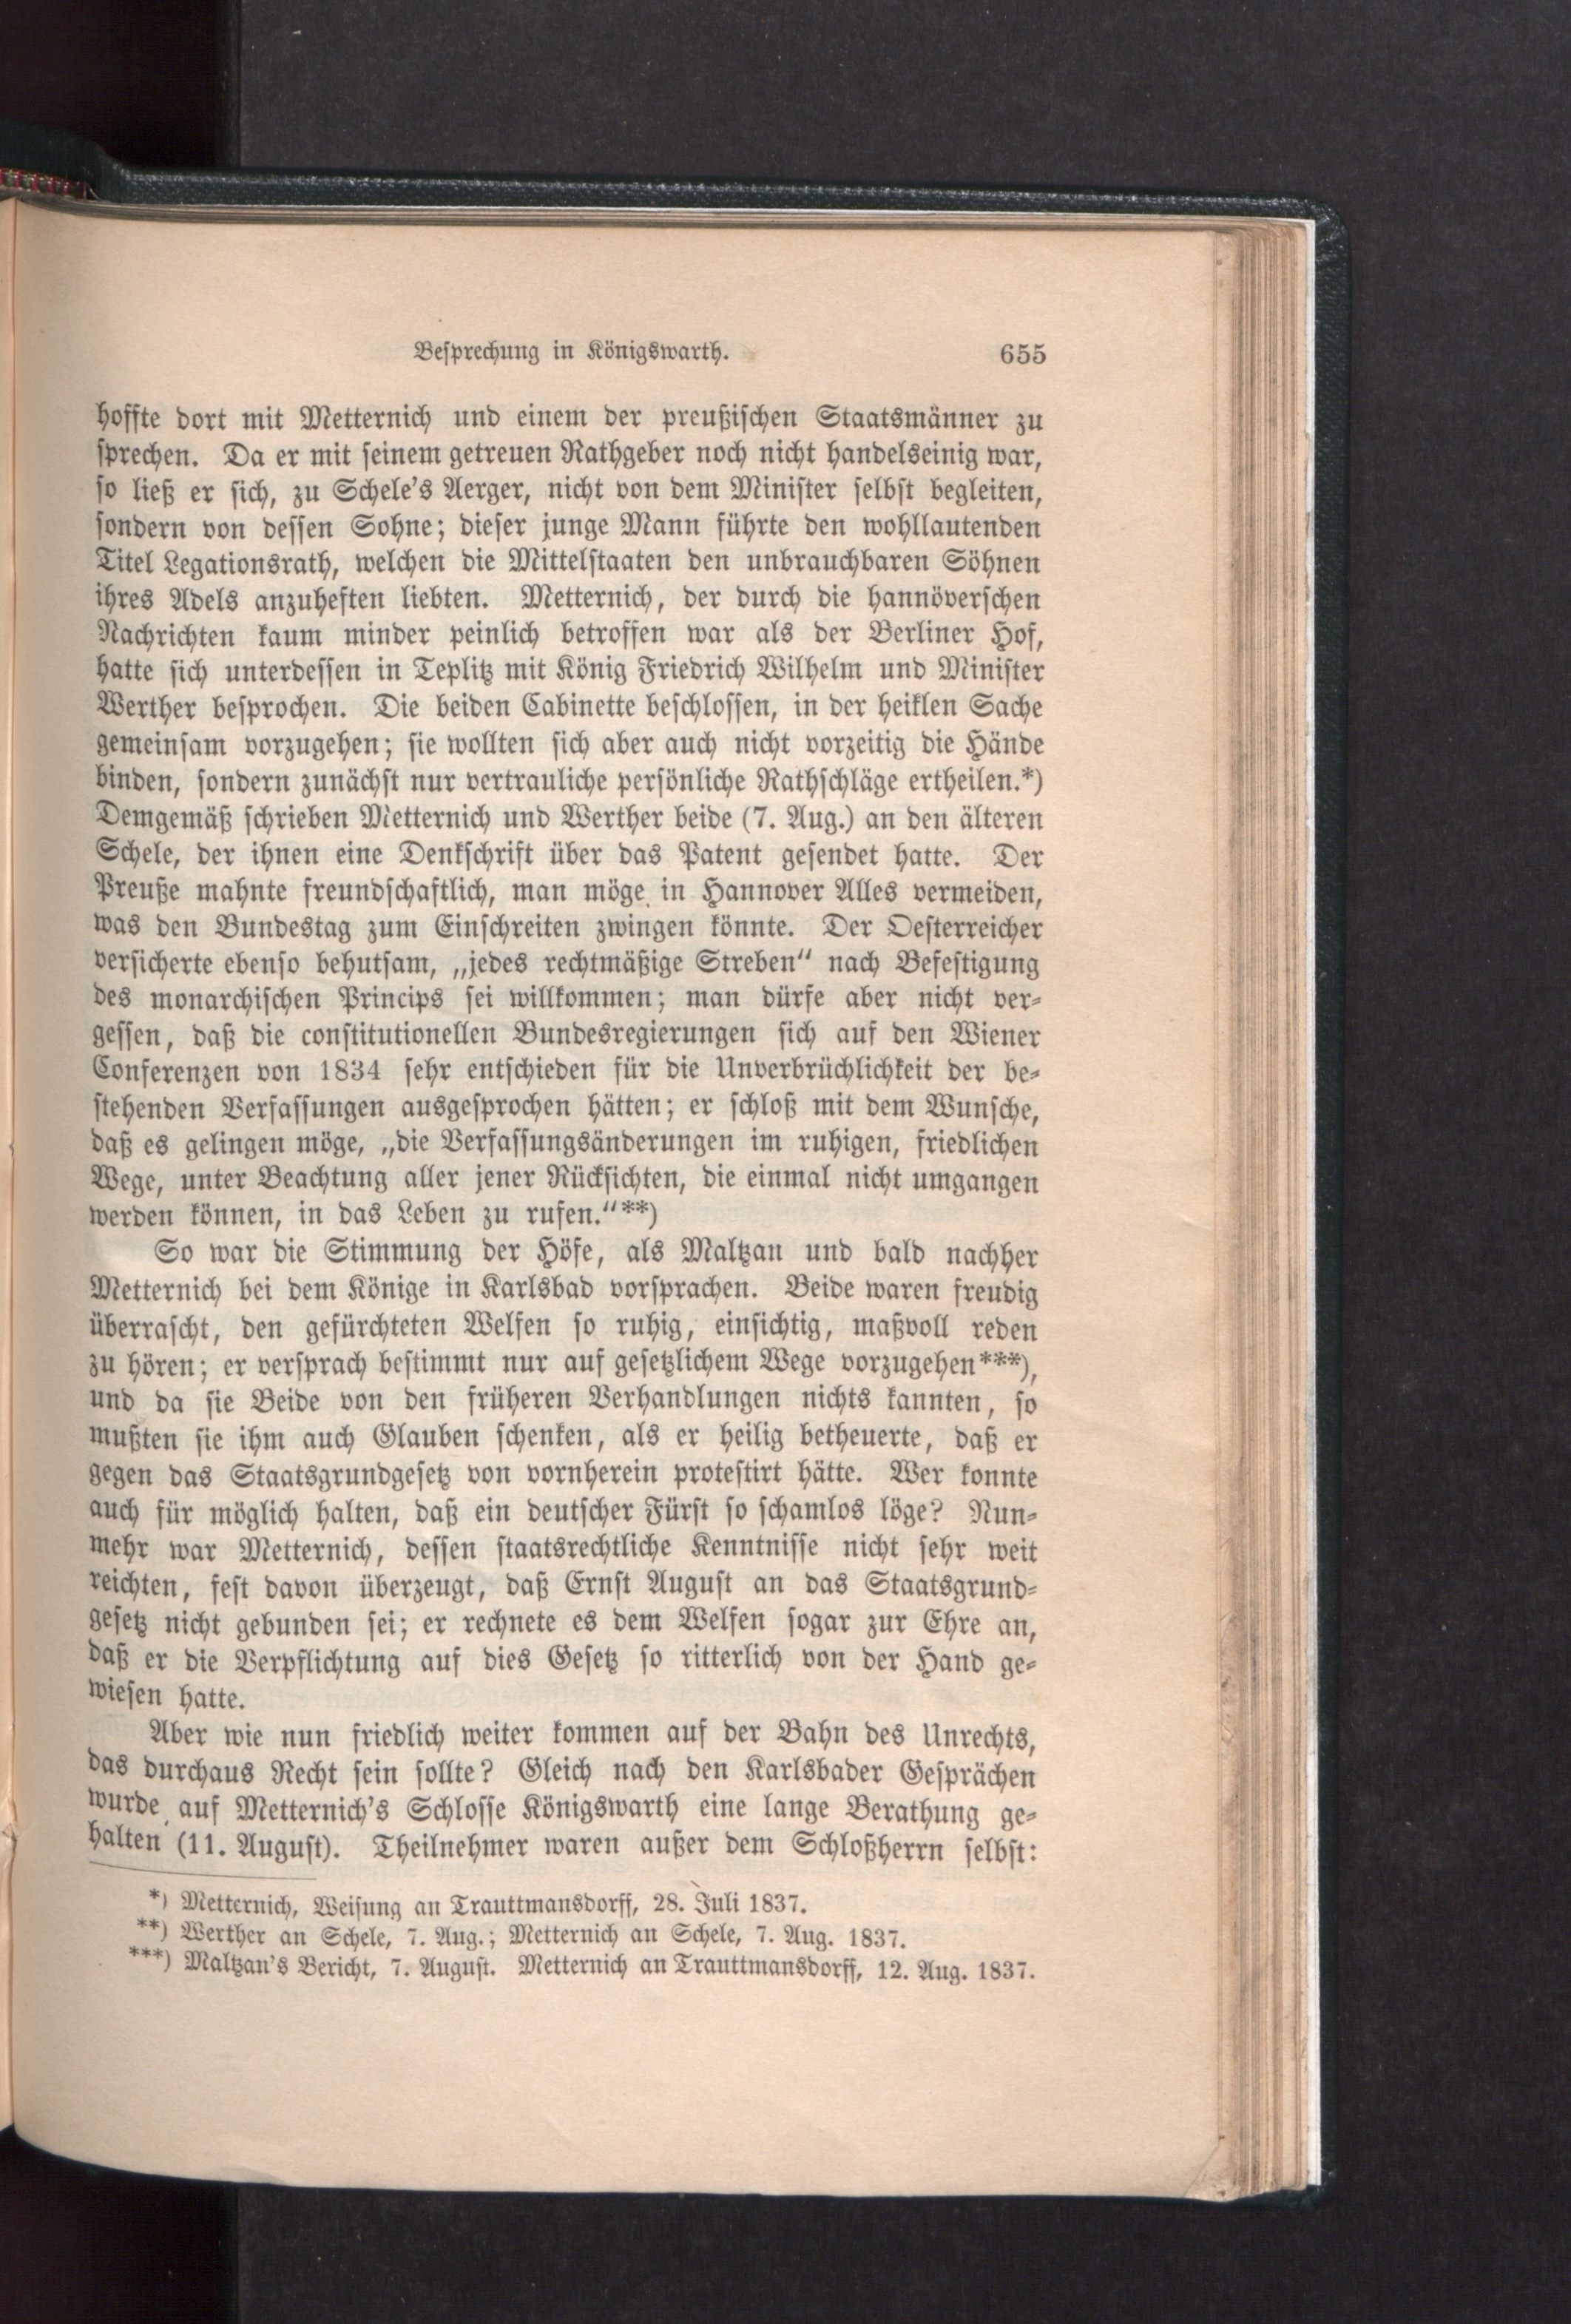 Besprechung in Königswarth. 655
hoffte dort mit Metternich und einem der preußischen Staatsmänner zu
sprechen. Da er mit seinem getreuen Rathgeber noch nicht handelseinig war,
so ließ er sich, zu Schele's Aerger, nicht von dem Minister selbst begleiten,
sondern von dessen Sohne; dieser junge Mann führte den wohllautenden
Titel Legationsrath, welchen die Mittelstaaten den unbrauchbaren Söhnen
ihres Adels anzuheften liebten. Metternich, der durch die hannöverschen
Nachrichten kaum minder peinlich betroffen war als der Berliner Hof,
hatte sich unterdessen in Teplitz mit König Friedrich Wilhelm und Minister
Werther besprochen. Die beiden Cabinette beschlossen, in der heiklen Sache
gemeinsam vorzugehen; sie wollten sich aber auch nicht vorzeitig die Hände
binden, sondern zunächst nur vertrauliche persönliche Rathschläge ertheilen.*)
Demgemäß schrieben Metternich und Werther beide (7. Aug.) an den älteren
Schele, der ihnen eine Denkschrift über das Patent gesendet hatte. Der
Preuße mahnte freundschaftlich, man möge in Hannover Alles vermeiden,
was den Bundestag zum Einschreiten zwingen könnte. Der Oesterreicher
versicherte ebenso behutsam, „jedes rechtmäßige Streben“ nach Befestigung
des monarchischen Princips sei willkommen; man dürfe aber nicht ver-
gessen, daß die constitutionellen Bundesregierungen sich auf den Wiener
Conferenzen von 1834 sehr entschieden für die Unverbrüchlichkeit der be-
stehenden Verfassungen ausgesprochen hätten; er schloß mit dem Wunsche,
daß es gelingen möge, „die Verfassungsänderungen im ruhigen, friedlichen
Wege, unter Beachtung aller jener Rücksichten, die einmal nicht umgangen
werden können, in das Leben zu rufen.“**)
So war die Stimmung der Höfe, als Maltzan und bald nachher
Metternich bei dem Könige in Karlsbad vorsprachen. Beide waren freudig
überrascht, den gefürchteten Welfen so ruhig, einsichtig, maßvoll reden
zu hören; er versprach bestimmt nur auf gesetzlichem Wege vorzugehen***),
und da sie Beide von den früheren Verhandlungen nichts kannten, so
mußten sie ihm auch Glauben schenken, als er heilig betheuerte, daß er
gegen das Staatsgrundgesetz von vornherein protestirt hätte. Wer konnte
auch für möglich halten, daß ein deutscher Fürst so schamlos löge? Nun-
mehr war Metternich, dessen staatsrechtliche Kenntnisse nicht sehr weit
reichten, fest davon überzeugt, daß Ernst August an das Staatsgrund-
gesetz nicht gebunden sei; er rechnete es dem Welfen sogar zur Ehre an,
daß er die Verpflichtung auf dies Gesetz so ritterlich von der Hand ge-
wiesen hatte.
Aber wie nun friedlich weiter kommen auf der Bahn des Unrechts,
das durchaus Recht sein sollte? Gleich nach den Karlsbader Gesprächen
wurde auf Metternich's Schlosse Königswarth eine lange Berathung ge-
halten (11. August). Theilnehmer waren außer dem Schloßherrn selbst:
*) Metternich, Weisung an Trauttmansdorff, 28. Juli 1837.
**) Werther an Schele, 7. Aug.; Metternich an Schele, 7. Aug. 1837.
***) Maltzan's Bericht, 7. August. Metternich an Trauttmansdorff, 12. Aug. 1837.